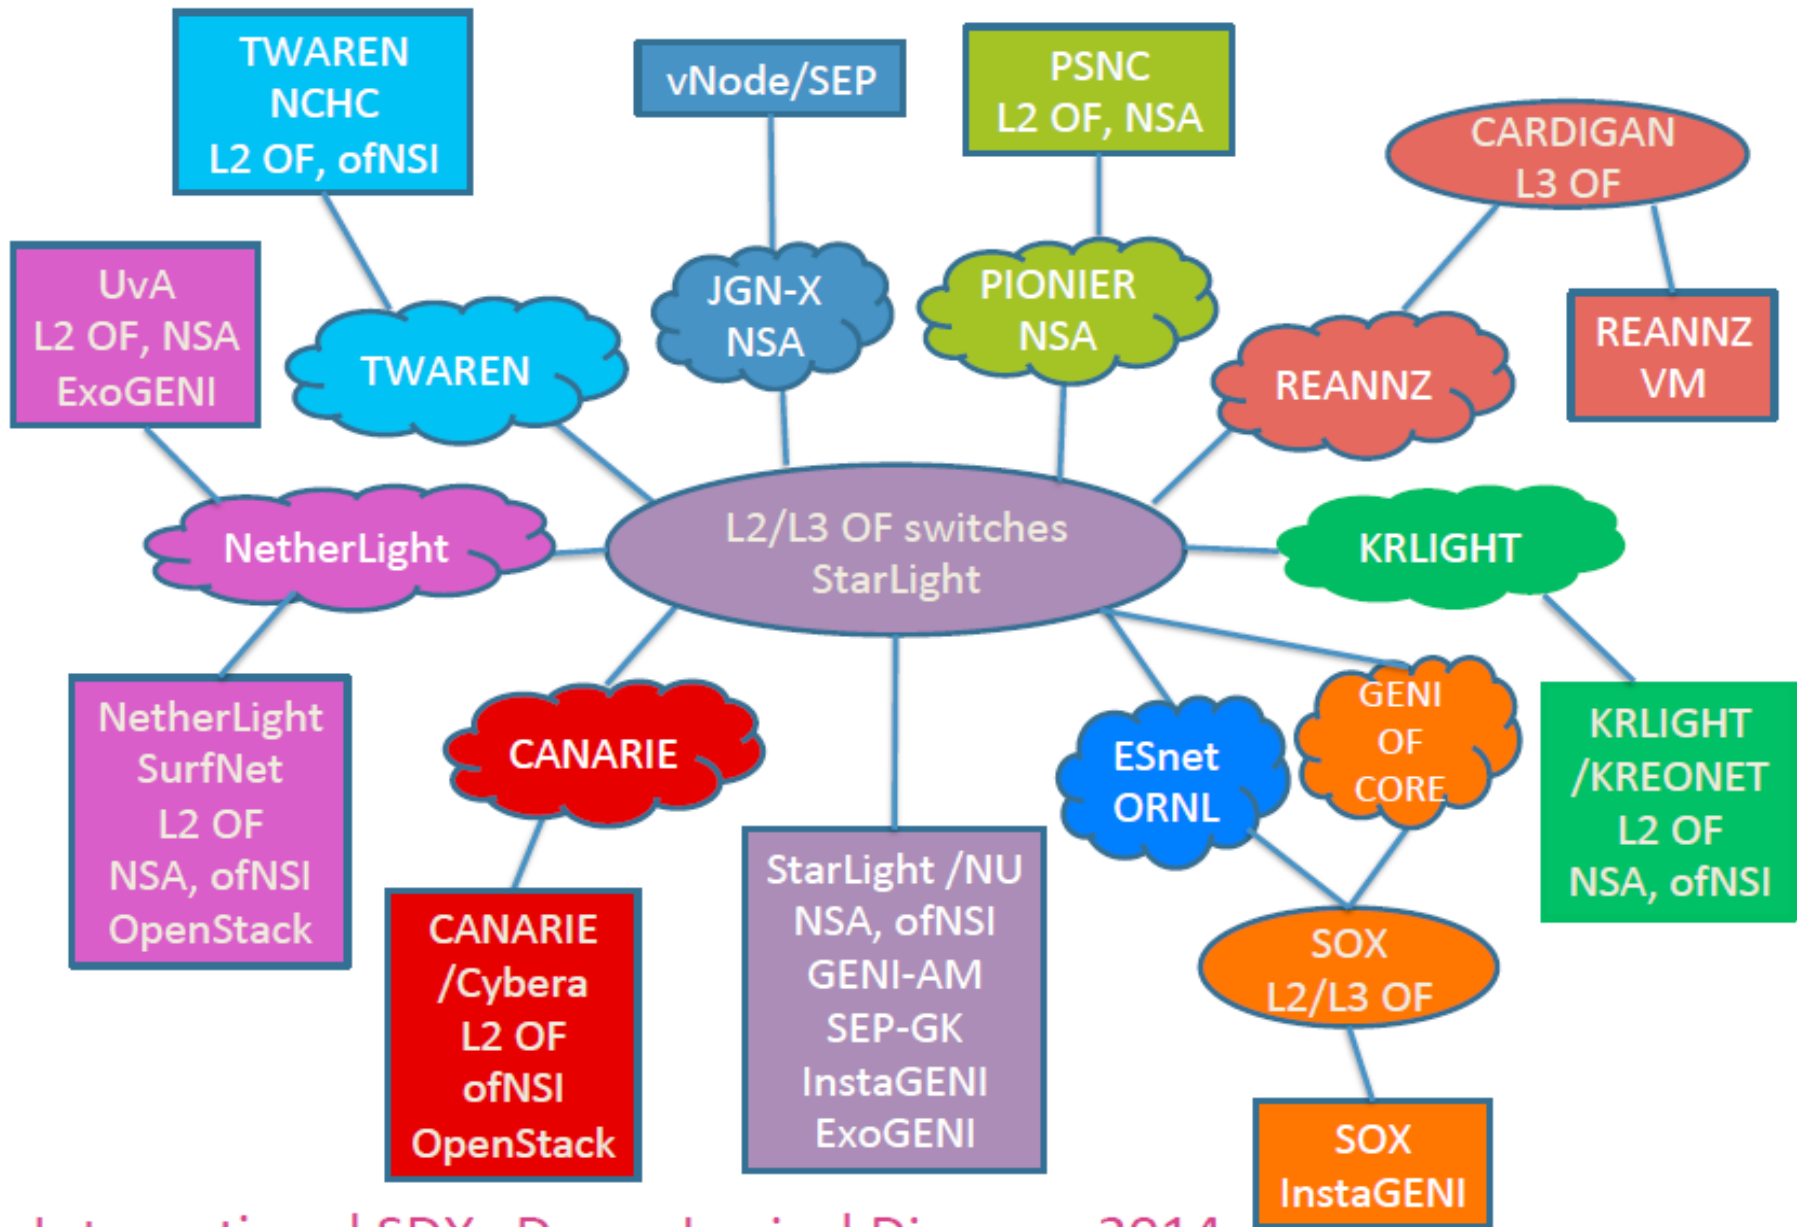 TWAREN
NCHC
L2 OF, ofNSI
vNode/SEP
PSNC
L2 OF, NSA
CARDIGAN
L3 OF
UvA
L2 OF, NSA
ExoGENI
TWAREN
JGN-X
NSA
PIONIER
NSA
REANNZ
REANNZ
VM
NetherLight
L2/L3 OF switches
StarLight
KRLIGHT
NetherLight
SurfNet
L2 OF
NSA, ofNSI
OpenStack
CANARIE
ESnet
ORNL
GENI
OF
CORE
KRLIGHT
/KREONET
L2 OF
NSA, ofNSI
CANARIE
/Cybera
L2 OF
ofNSI
OpenStack
StarLight /NU
NSA, ofNSI
GENI-AM
SEP-GK
InstaGENI
ExoGENI
SOX
L2/L3 OF
SOX
InstaGENI
International SDX
2014